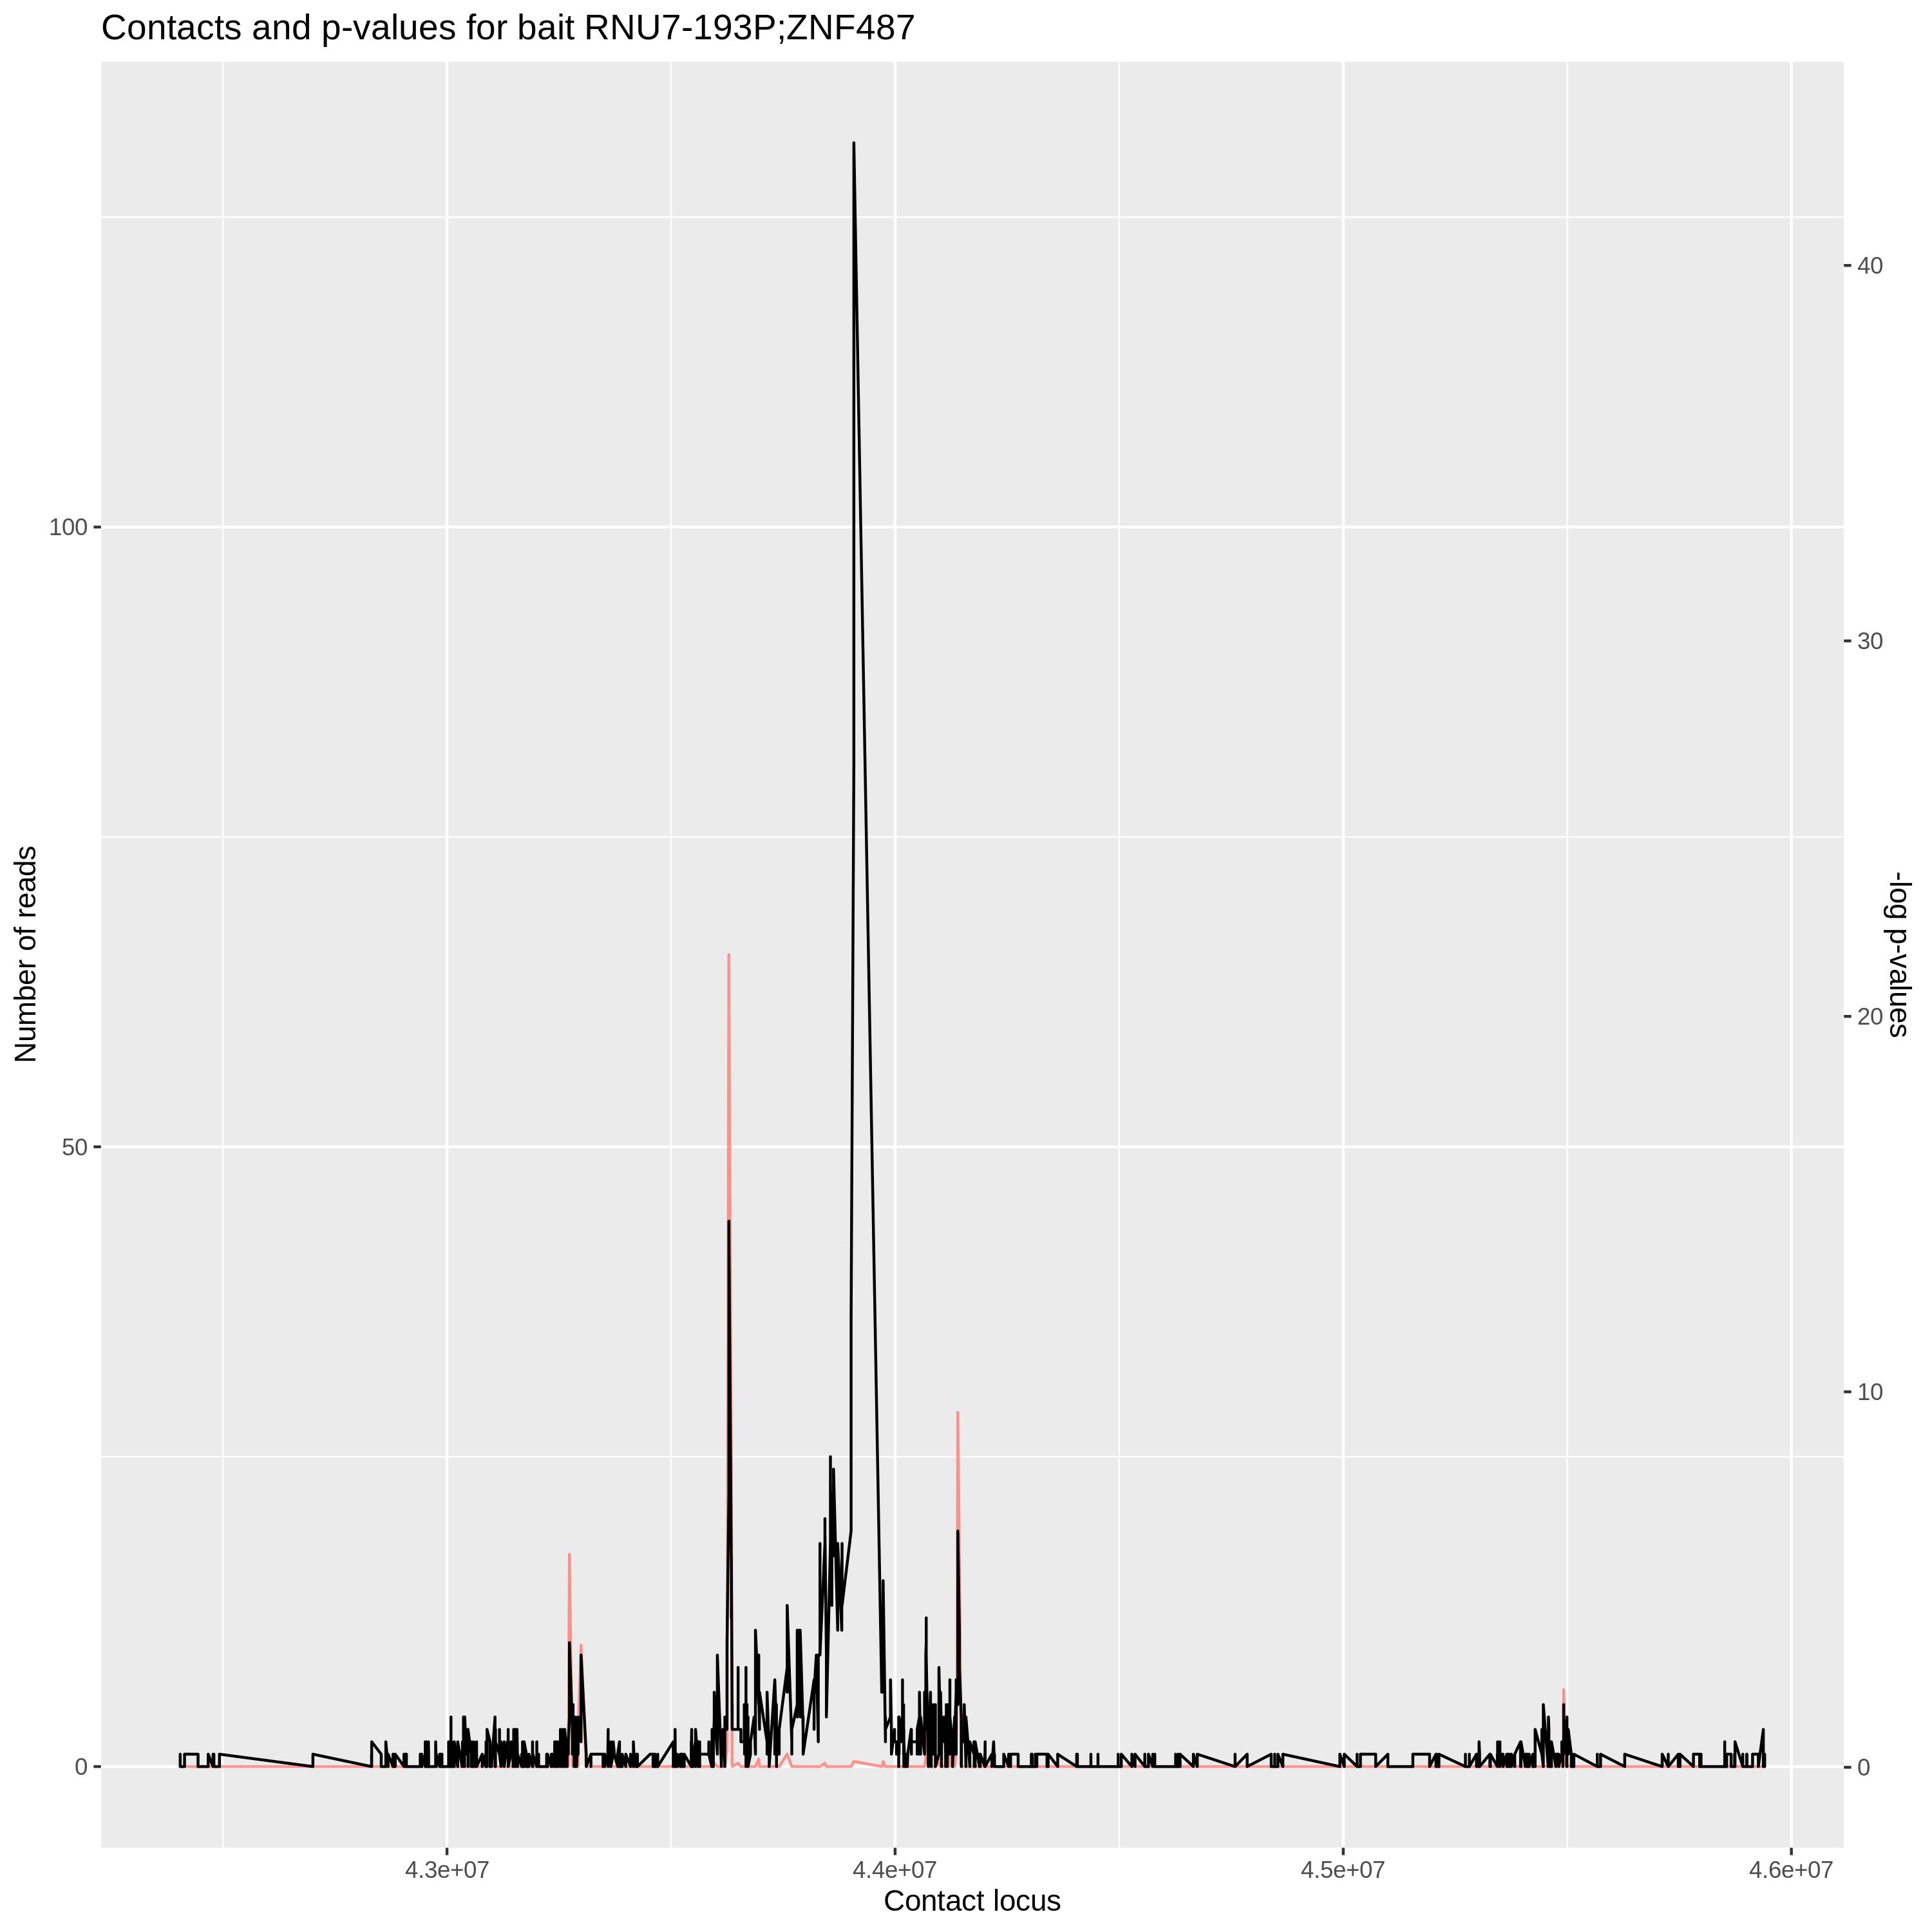 Contacts and p-values for bait RNU7-193P;ZNF487
Number of reads
100
50
0
40
30
20
10
0
-log p-values
4.3e+07
4.4e+07
4.5e+07
4.6e+07
Contact locus